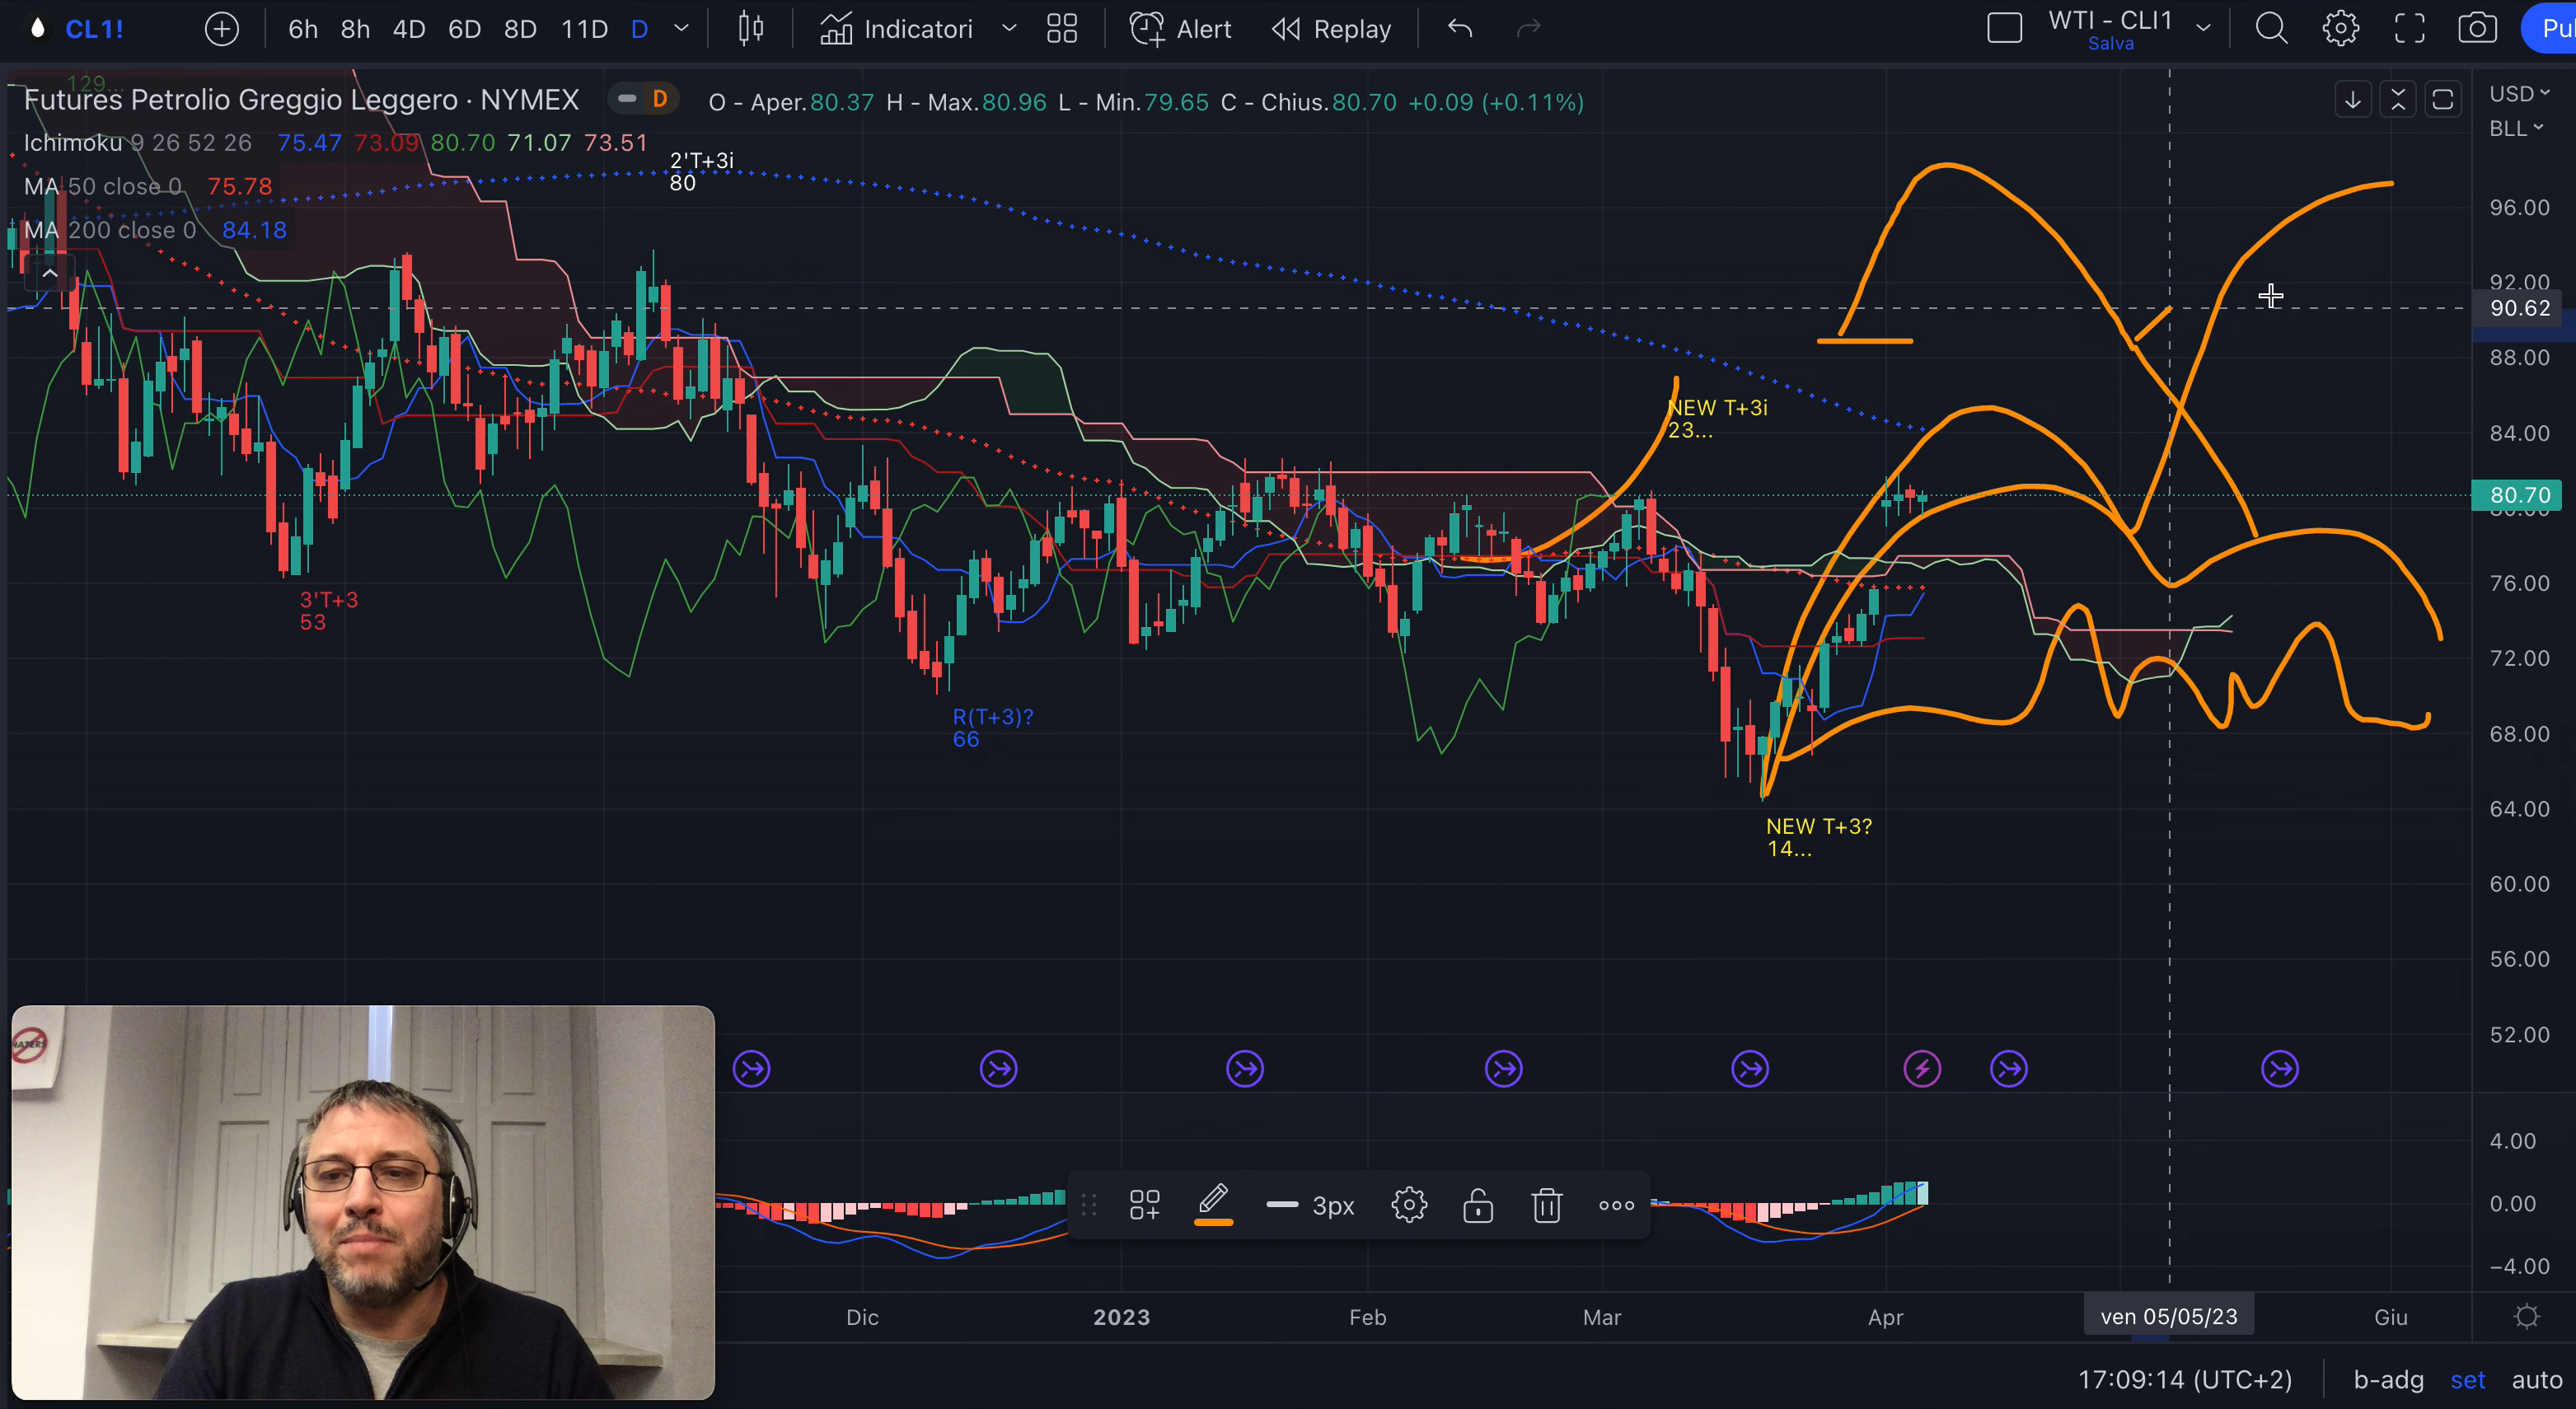 CL1! 6h 8h 4D 6D 8D 11D D Indicatori Alert Replay WTI - CLI1
Salva
129...
Futures Petrolio Greggio Leggero · NYMEX D O - Aper.80.37 H - Max.80.96 L - Min.79.65 C - Chius.80.70 +0.09 (+0.11%)
USD
BLL
Ichimoku 9 26 52 26 75.47 73.09 80.70 71.07 73.51
MA 50 close 0 75.78
MA 200 close 0 84.18
2'T+3i
80
NEW T+3i
23...
3'T+3
53
R(T+3)?
66
NEW T+3?
14...
96.00
92.00
90.62
88.00
84.00
80.70
80.00
76.00
72.00
68.00
64.00
60.00
56.00
52.00
4.00
0.00
−4.00
HATERS
3px
Dic 2023 Feb Mar Apr ven 05/05/23 Giu
17:09:14 (UTC+2) b-adg set auto